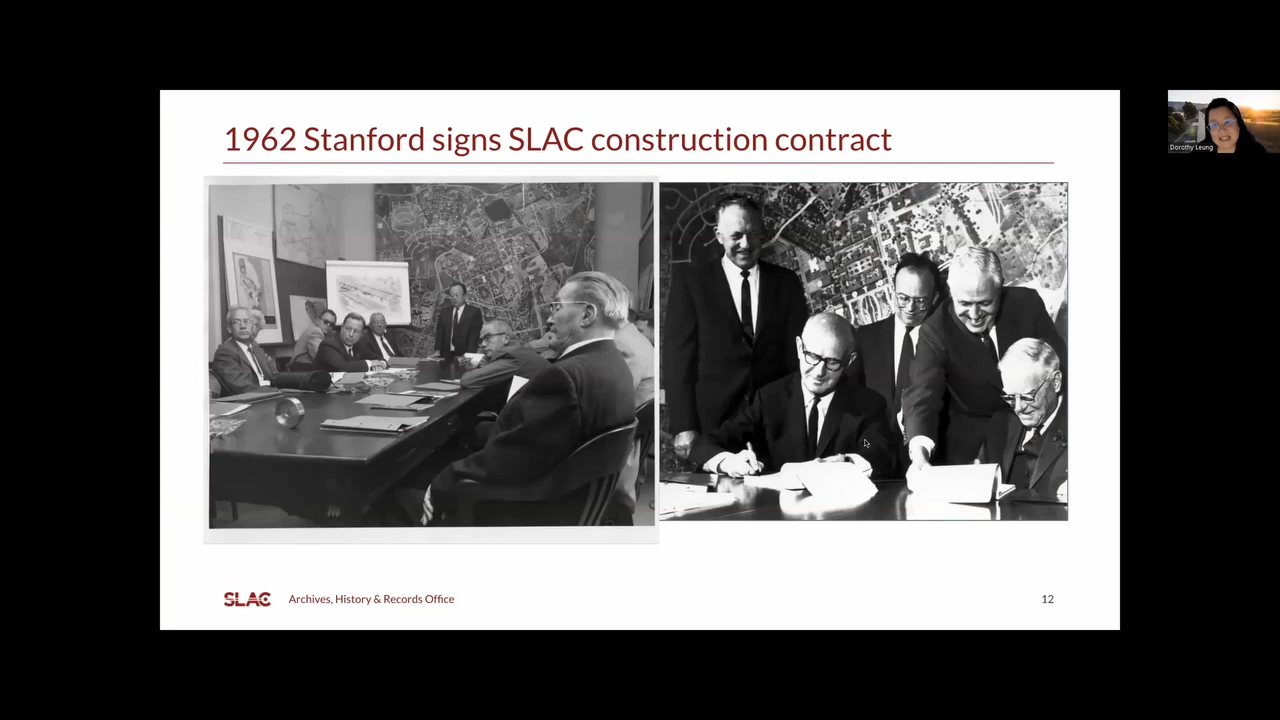 1962 Stanford signs SLAC construction contract
Dorothy Leung
SLAC Archives, History & Records Office
12